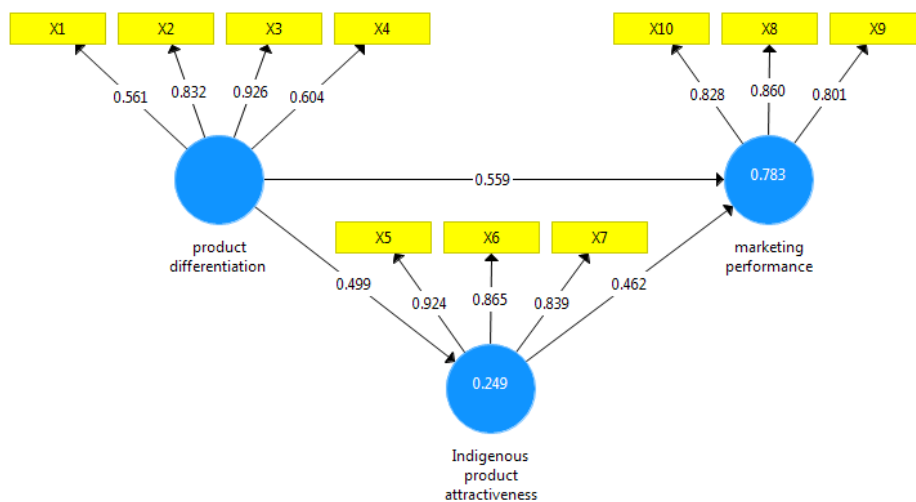 X1
X2
X3
X4
X10
X8
X9
0.561
0.832
0.926
0.604
0.828
0.860
0.801
0.559
0.783
product
differentiation
marketing
performance
X5
X6
X7
0.499
0.924
0.865
0.839
0.462
0.249
Indigenous
product
attractiveness